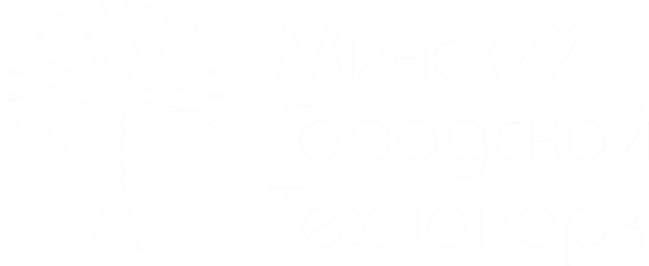 Минский
Городской
Технопарк